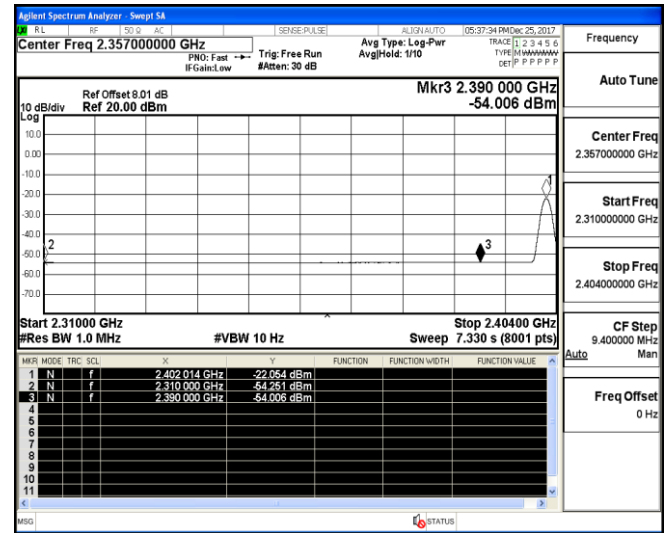 Agilent Spectrum Analyzer - Swept SA
RL RF 50 Ω AC SENSE:PULSE ALIGNAUTO 05:37:34 PM Dec 25, 2017
Center Freq 2.357000000 GHz
PNO: Fast
IFGain:Low
Trig: Free Run
#Atten: 30 dB
Avg Type: Log-Pwr
Avg|Hold: 1/10
TRACE 1 2 3 4 5 6
TYPE M WWWWW
DET P P P P P P
Mkr3 2.390 000 GHz
-54.006 dBm
Ref Offset 8.01 dB
10 dB/div Ref 20.00 dBm
Log
10.0
0.00
-10.0
-20.0
-30.0
-40.0
-50.0
-60.0
-70.0
1
2
3
Start 2.31000 GHz Stop 2.40400 GHz
#Res BW 1.0 MHz #VBW 10 Hz Sweep 7.330 s (8001 pts)
MKR MODE TRC SCL X Y FUNCTION FUNCTION WIDTH FUNCTION VALUE
1 N f 2.402 014 GHz -22.054 dBm
2 N f 2.310 000 GHz -54.251 dBm
3 N f 2.390 000 GHz -54.006 dBm
4
5
6
7
8
9
10
11
MSG STATUS
Frequency
Auto Tune
Center Freq
2.357000000 GHz
Start Freq
2.310000000 GHz
Stop Freq
2.404000000 GHz
CF Step
9.400000 MHz
Auto Man
Freq Offset
0 Hz